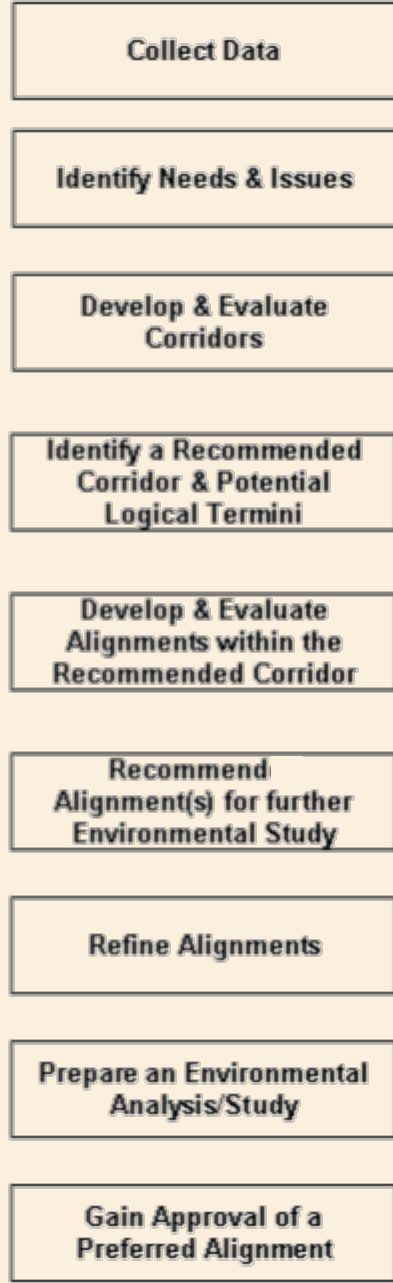 Collect Data
Identify Needs & Issues
Develop & Evaluate
Corridors
Identify a Recommended
Corridor & Potential
Logical Termini
Develop & Evaluate
Alignments within the
Recommended Corridor
Recommend
Alignment(s) for further
Environmental Study
Refine Alignments
Prepare an Environmental
Analysis/Study
Gain Approval of a
Preferred Alignment